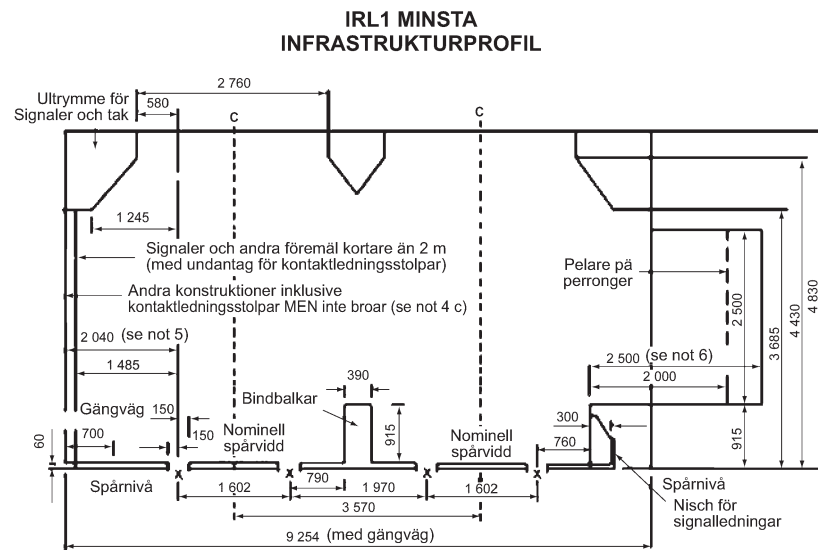 IRL1 MINSTA
INFRASTRUKTURPROFIL
2 760
Ultrymme för
Signaler och tak
580
C
C
1 245
Signaler och andra föremäl kortare än 2 m
(med undantag för kontaktledningsstolpar)
Andra konstruktioner inklusive
kontaktledningsstolpar MEN inte broar (se not 4 c)
Pelare pä
perronger
2 500
3 685
4 430
4 830
2 040 (se not 5)
1 485
2 500 (se not 6)
2 000
390
Bindbalkar
Gängväg
150
700
150
60
Nominell
spårvidd
915
Nominell
spårvidd
300
760
915
Spårnivå
X
X
X
X
790
1 602
1 970
1 602
3 570
9 254 (med gängväg)
Spårnivå
Nisch för
signalledningar